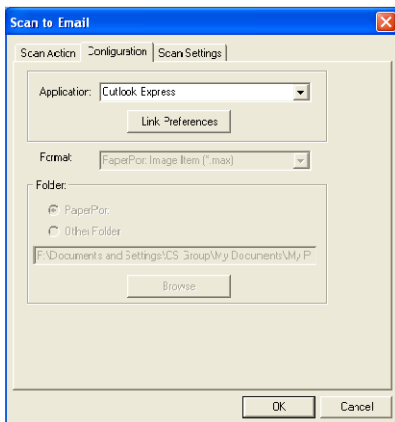 Scan to Email
Scan Action Configuration Scan Settings
Application: Outlook Express
Link Preferences
Format: PaperPort Image Item (*.max)
Folder:
PaperPort
Other Folder
F:\Documents and Settings\CS Group\My Documents\My P
Browse
OK Cancel